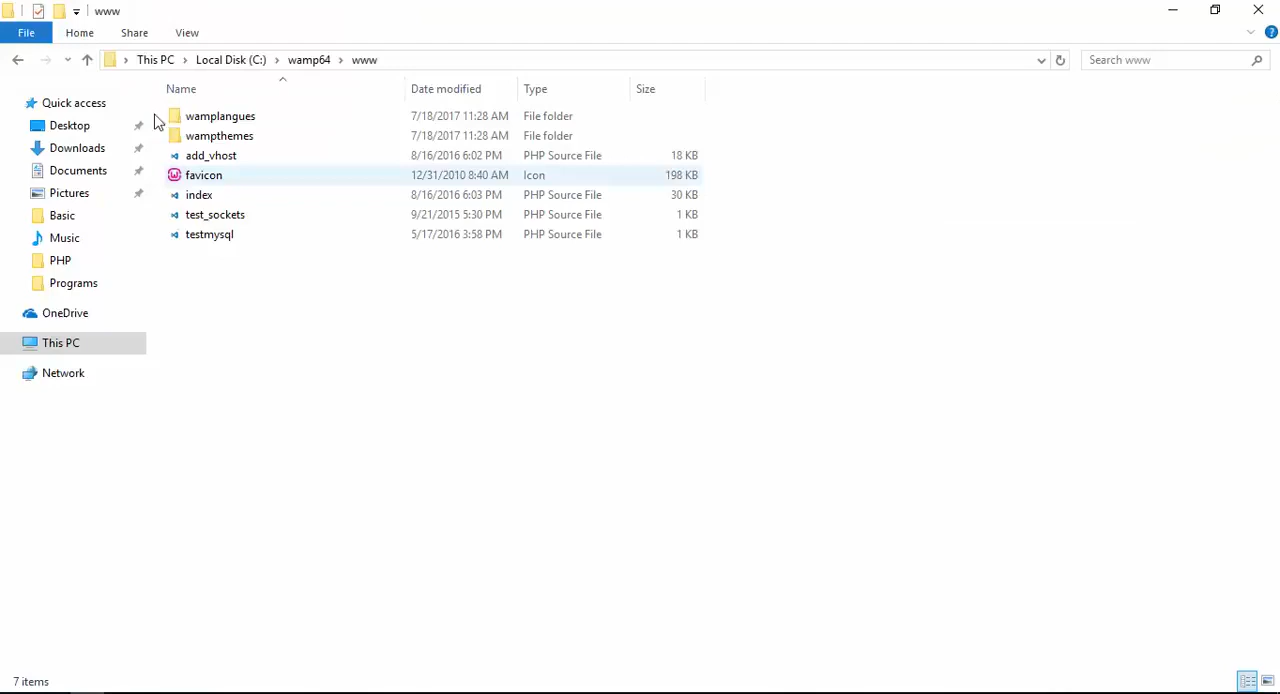 www
File Home Share View
This PC Local Disk (C:) wamp64 www Search www
Name Date modified Type Size
Quick access
Desktop
Downloads
Documents
Pictures
Basic
Music
PHP
Programs
OneDrive
This PC
Network
wamplangues 7/18/2017 11:28 AM File folder
wampthemes 7/18/2017 11:28 AM File folder
add_vhost 8/16/2016 6:02 PM PHP Source File 18 KB
favicon 12/31/2010 8:40 AM Icon 198 KB
index 8/16/2016 6:03 PM PHP Source File 30 KB
test_sockets 9/21/2015 5:30 PM PHP Source File 1 KB
testmysql 5/17/2016 3:58 PM PHP Source File 1 KB
7 items